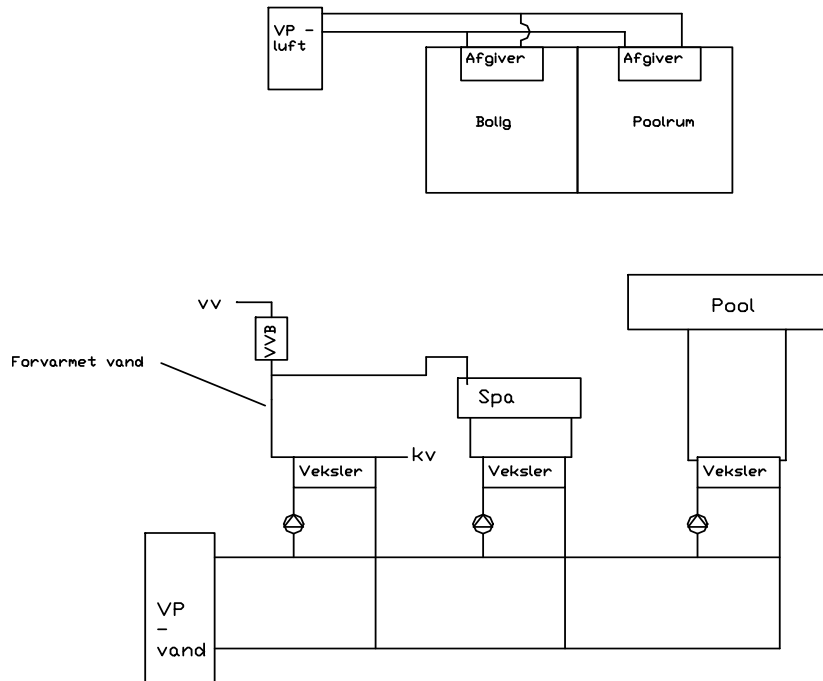 VP -
luft
Afgiver
Afgiver
Bolig
Poolrum
vv
VVB
Pool
Forvarmet vand
Spa
kv
Veksler
Veksler
Veksler
VP
-
vand